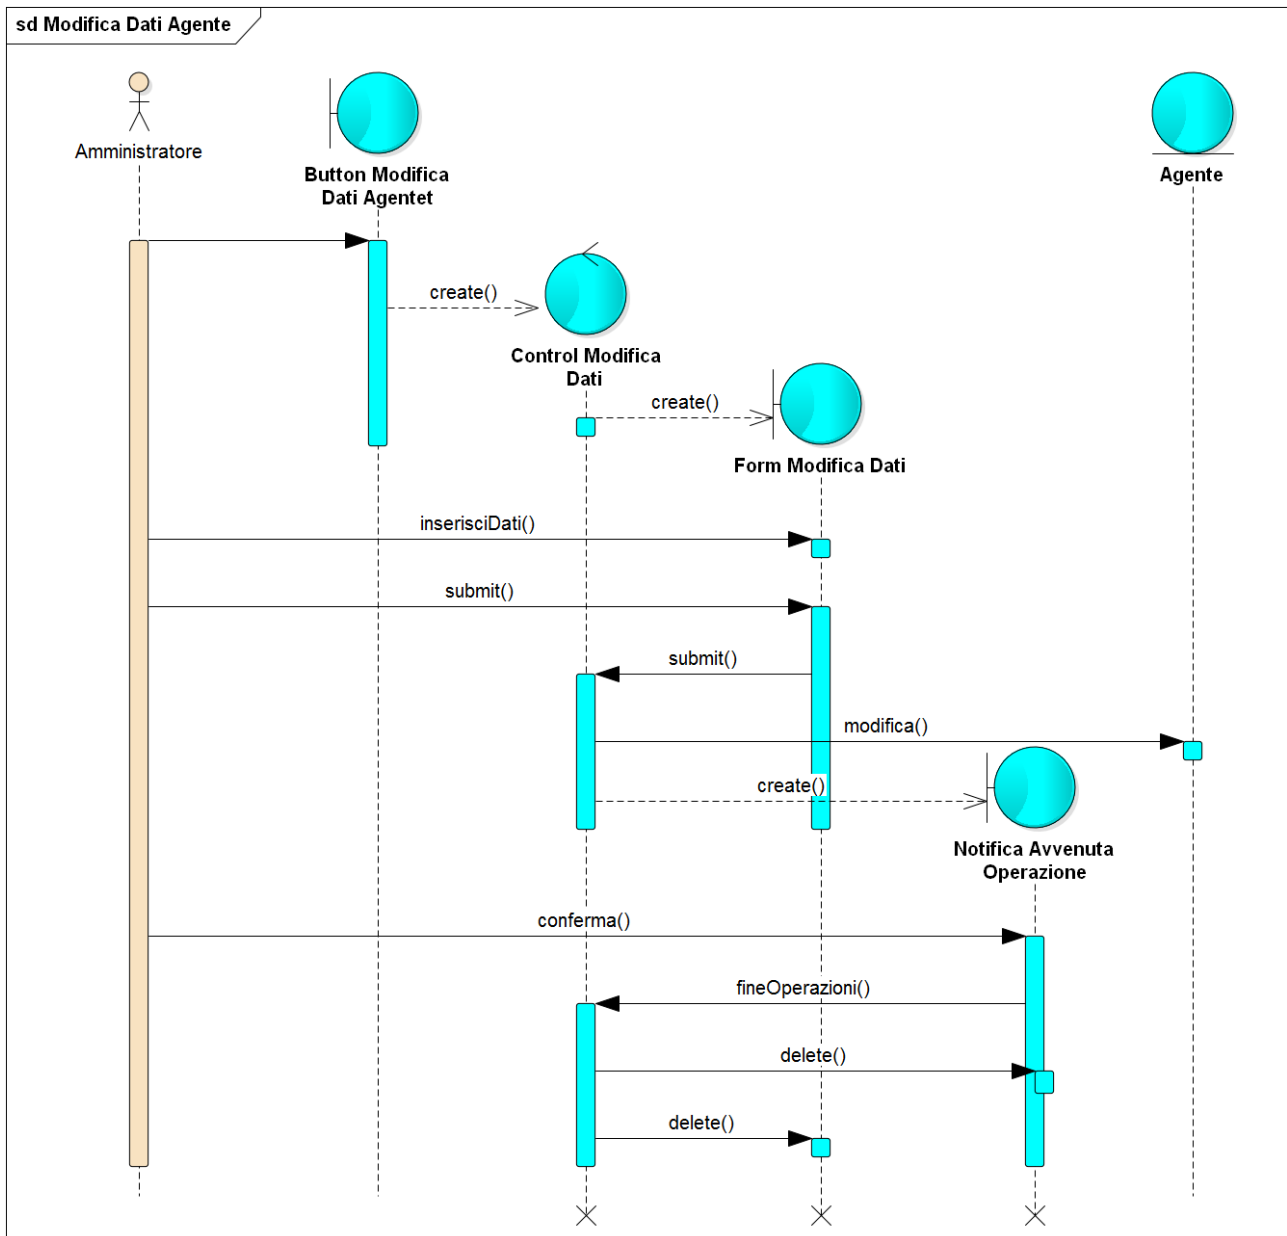 sd Modifica Dati Agente
Amministratore
Button Modifica
Dati Agentet
Agente
create()
Control Modifica
Dati
create()
Form Modifica Dati
inserisciDati()
submit()
submit()
modifica()
create()
Notifica Avvenuta
Operazione
conferma()
fineOperazioni()
delete()
delete()